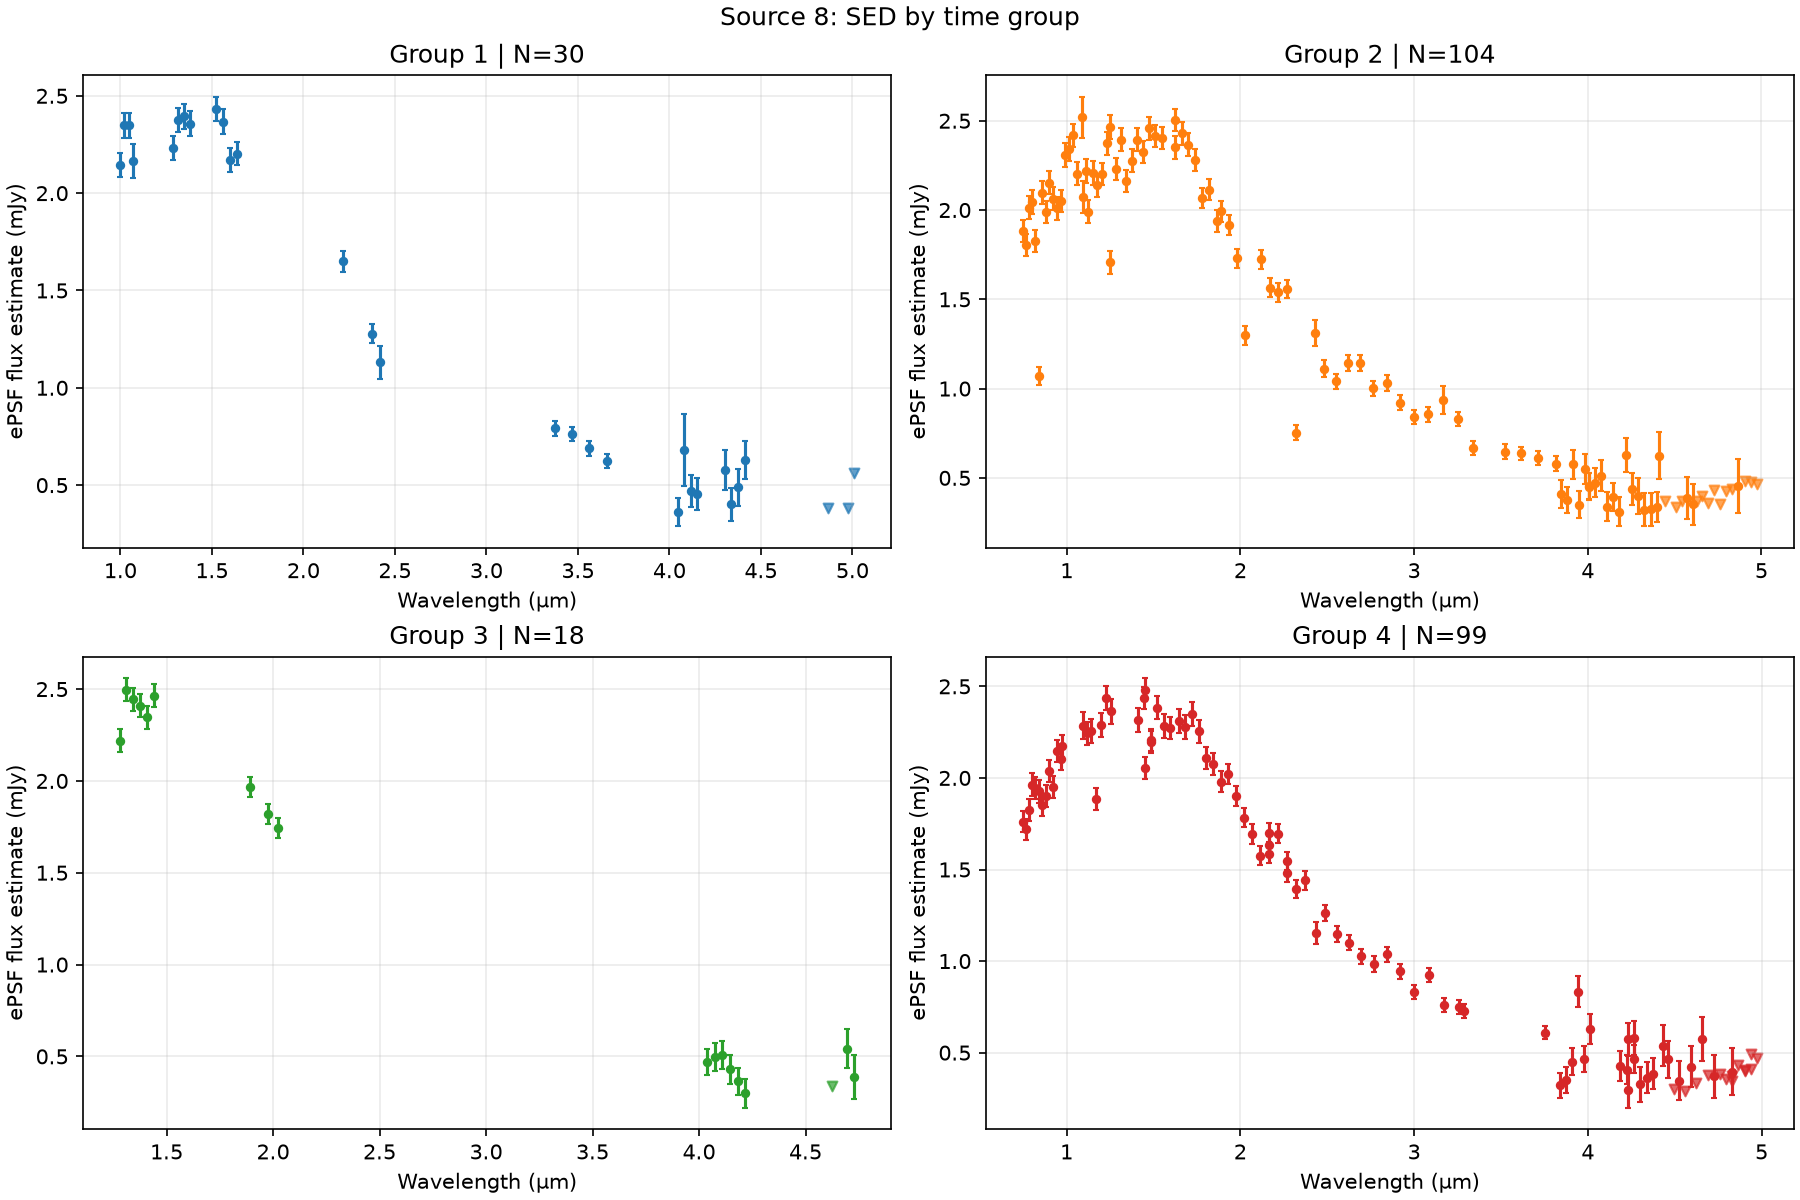 Source 8: SED by time group
Group 1 | N=30
ePSF flux estimate (mJy)
2.5
2.0
1.5
1.0
0.5
1.0 1.5 2.0 2.5 3.0 3.5 4.0 4.5 5.0
Wavelength (µm)
Group 2 | N=104
ePSF flux estimate (mJy)
2.5
2.0
1.5
1.0
0.5
1 2 3 4 5
Wavelength (µm)
Group 3 | N=18
ePSF flux estimate (mJy)
2.5
2.0
1.5
1.0
0.5
1.5 2.0 2.5 3.0 3.5 4.0 4.5
Wavelength (µm)
Group 4 | N=99
ePSF flux estimate (mJy)
2.5
2.0
1.5
1.0
0.5
1 2 3 4 5
Wavelength (µm)